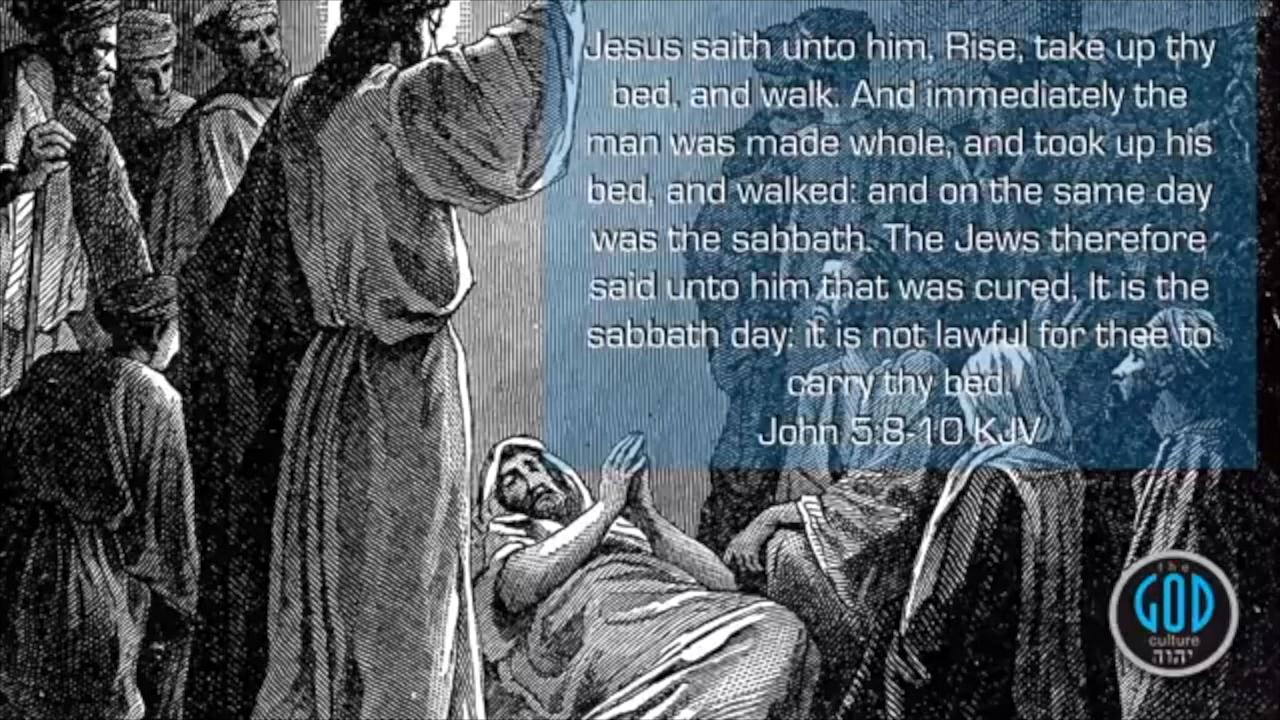 Jesus saith unto him, Rise, take up thy
bed, and walk. And immediately the
man was made whole, and took up his
bed, and walked: and on the same day
was the sabbath. The Jews therefore
said unto him that was cured, It is the
sabbath day: it is not lawful for thee to
carry thy bed.
John 5:8-10 KJV
the
GOD
culture
יהוה